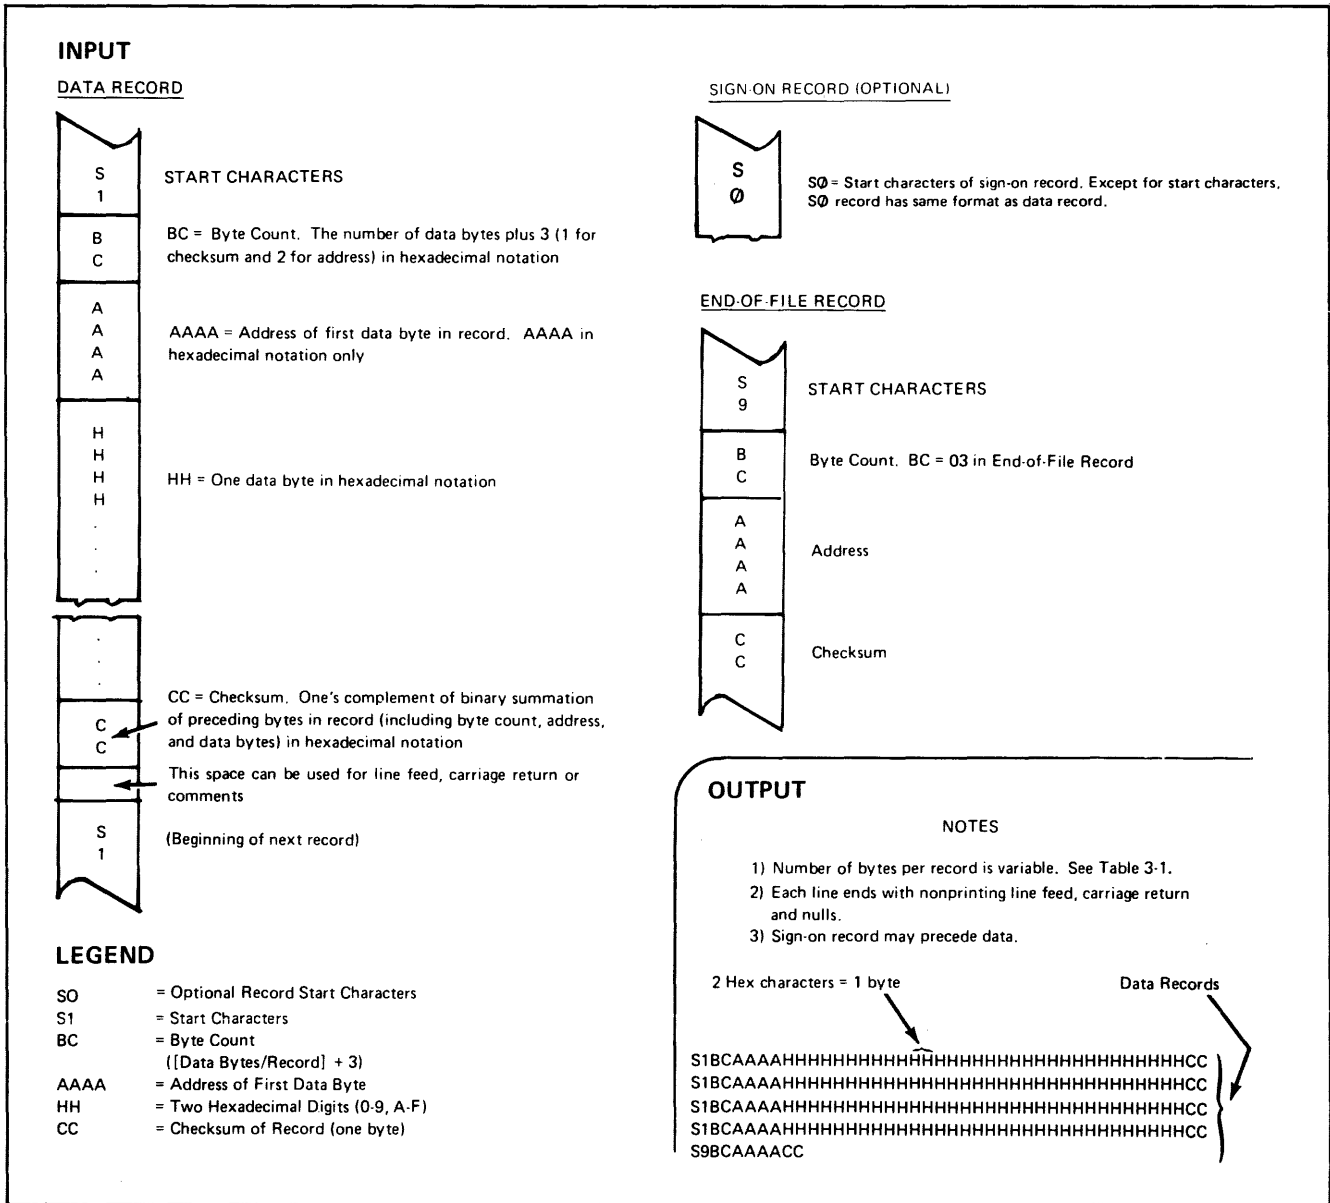 INPUT
DATA RECORD
S
1
START CHARACTERS
B
C
BC = Byte Count. The number of data bytes plus 3 (1 for
checksum and 2 for address) in hexadecimal notation
A
A
A
A
AAAA = Address of first data byte in record. AAAA in
hexadecimal notation only
H
H
H
H
.
.
.
HH = One data byte in hexadecimal notation
.
.
.
C
C
CC = Checksum. One's complement of binary summation
of preceding bytes in record (including byte count, address,
and data bytes) in hexadecimal notation
This space can be used for line feed, carriage return or
comments
S
1
(Beginning of next record)
LEGEND
SO = Optional Record Start Characters
S1 = Start Characters
BC = Byte Count
([Data Bytes/Record] + 3)
AAAA = Address of First Data Byte
HH = Two Hexadecimal Digits (0-9, A-F)
CC = Checksum of Record (one byte)
SIGN-ON RECORD (OPTIONAL)
S
Ø
SØ = Start characters of sign-on record. Except for start characters,
SØ record has same format as data record.
END-OF-FILE RECORD
S
9
START CHARACTERS
B
C
Byte Count. BC = 03 in End-of-File Record
A
A
A
A
Address
C
C
Checksum
OUTPUT
NOTES
1) Number of bytes per record is variable. See Table 3-1.
2) Each line ends with nonprinting line feed, carriage return
and nulls.
3) Sign-on record may precede data.
2 Hex characters = 1 byte
Data Records
S1BCAAAAHHHHHHHHHHHHHHHHHHHHHHHHHHHHHHHHHHHHCC
S1BCAAAAHHHHHHHHHHHHHHHHHHHHHHHHHHHHHHHHHHHHCC
S1BCAAAAHHHHHHHHHHHHHHHHHHHHHHHHHHHHHHHHHHHHCC
S1BCAAAAHHHHHHHHHHHHHHHHHHHHHHHHHHHHHHHHHHHHCC
S9BCAAAACC